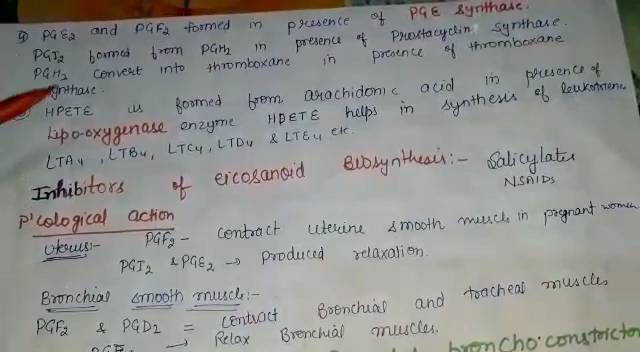 ① PGE2 and PGF2 formed in presence of PGE synthase.
PGI2 formed from PGH2 in presence of Prostacyclin synthase.
PGH2 convert into thromboxane in presence of thromboxane
synthase.
HPETE is formed from arachidonic acid in presence of
Lipo-oxygenase enzyme HPETE helps in synthesis of leukotriene
LTA4, LTB4, LTC4, LTD4 & LTE4 etc.
Inhibitors of eicosanoid Biosynthesis:- Salicylates
NSAIDs
P'cological action
Uterus:- PGF2 - contract uterine smooth muscle in pregnant women
PGI2 & PGE2 → produced relaxation.
Bronchial smooth muscle:-
PGF2 & PGD2 = contract Bronchial and tracheal muscles
→ Relax Bronchial muscles.
broncho-constrictor